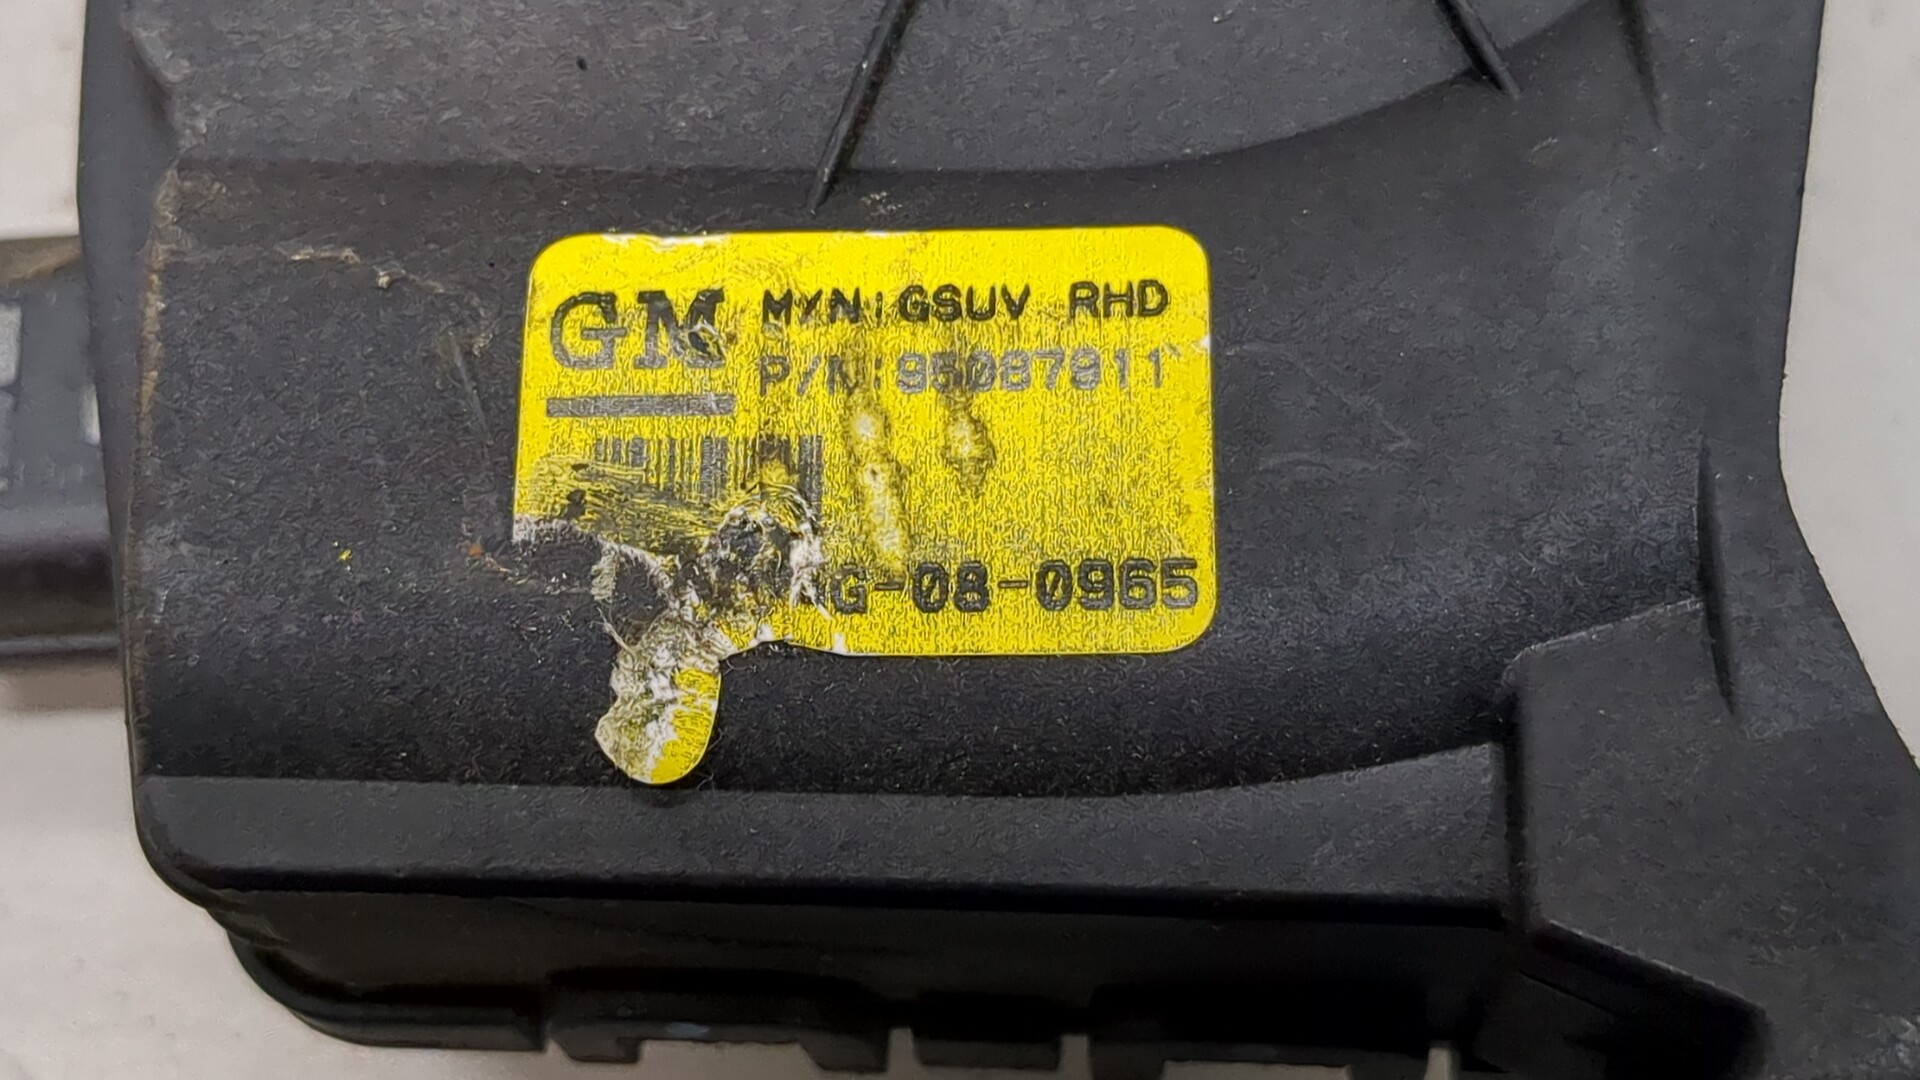 GM
M/N:GSUV RHD
P/N:95087911
G-08-0965